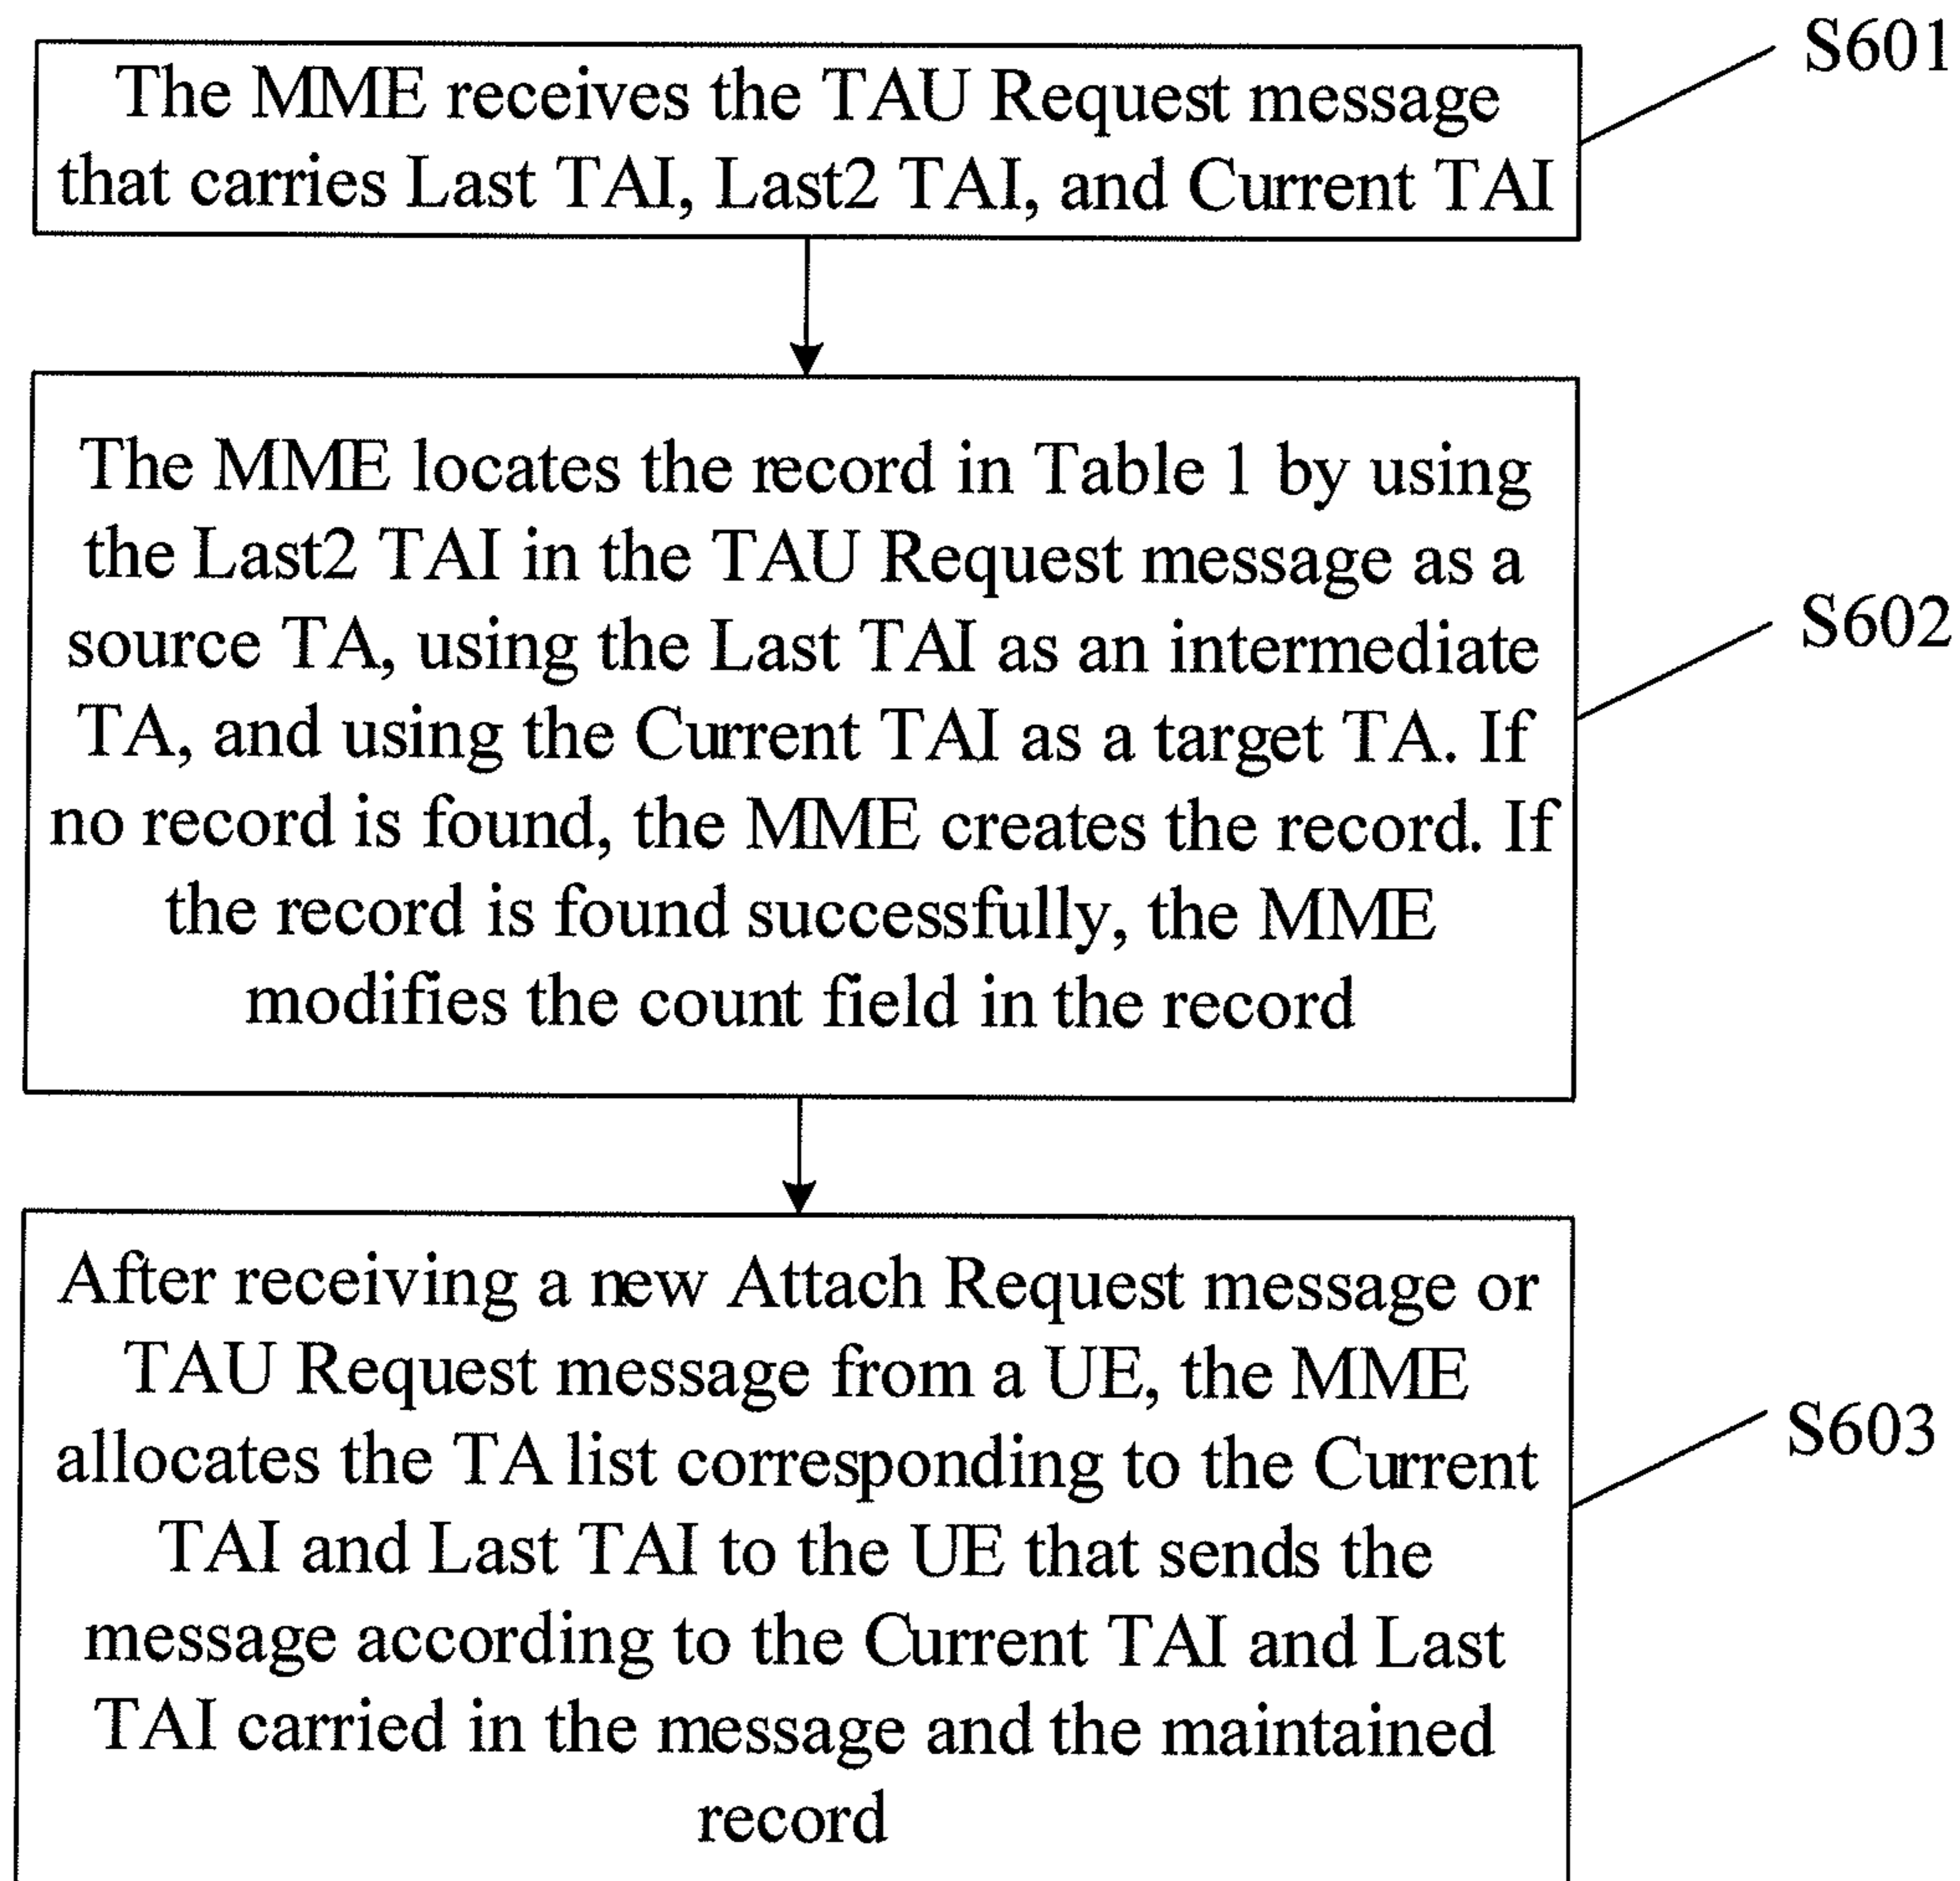 S601
The MME receives the TAU Request message
that carries Last TAI, Last2 TAI, and Current TAI
The MME locates the record in Table 1 by using
the Last2 TAI in the TAU Request message as a
source TA, using the Last TAI as an intermediate
TA, and using the Current TAI as a target TA. If
no record is found, the MME creates the record. If
the record is found successfully, the MME
modifies the count field in the record
S602
After receiving a new Attach Request message or
TAU Request message from a UE, the MME
allocates the TA list corresponding to the Current
TAI and Last TAI to the UE that sends the
message according to the Current TAI and Last
TAI carried in the message and the maintained
record
S603